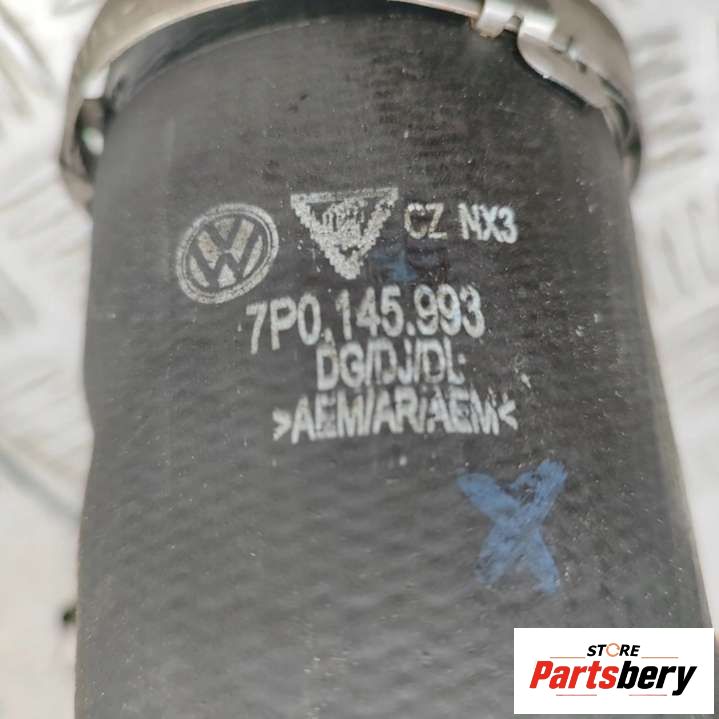 CZ NX3
7P0.145.993
DG/DJ/DL
>AEM/AR/AEM<
X
STORE
Partsbery